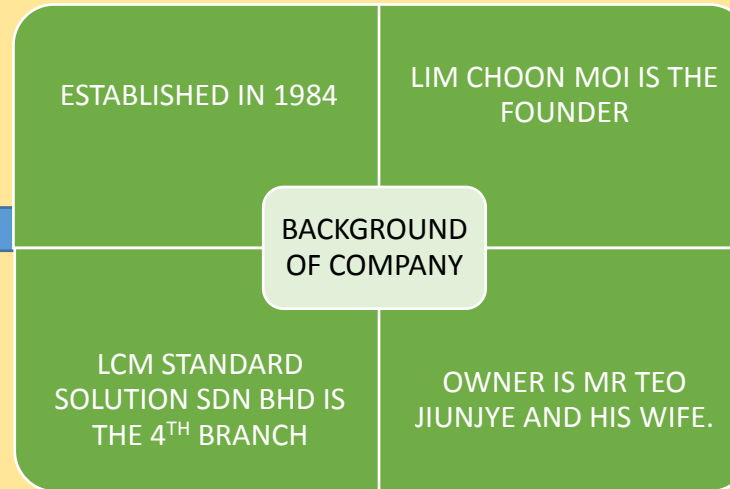 ESTABLISHED IN 1984
LIM CHOON MOI IS THE
FOUNDER
BACKGROUND
OF COMPANY
LCM STANDARD
SOLUTION SDN BHD IS
THE 4TH BRANCH
OWNER IS MR TEO
JIUNJYE AND HIS WIFE.